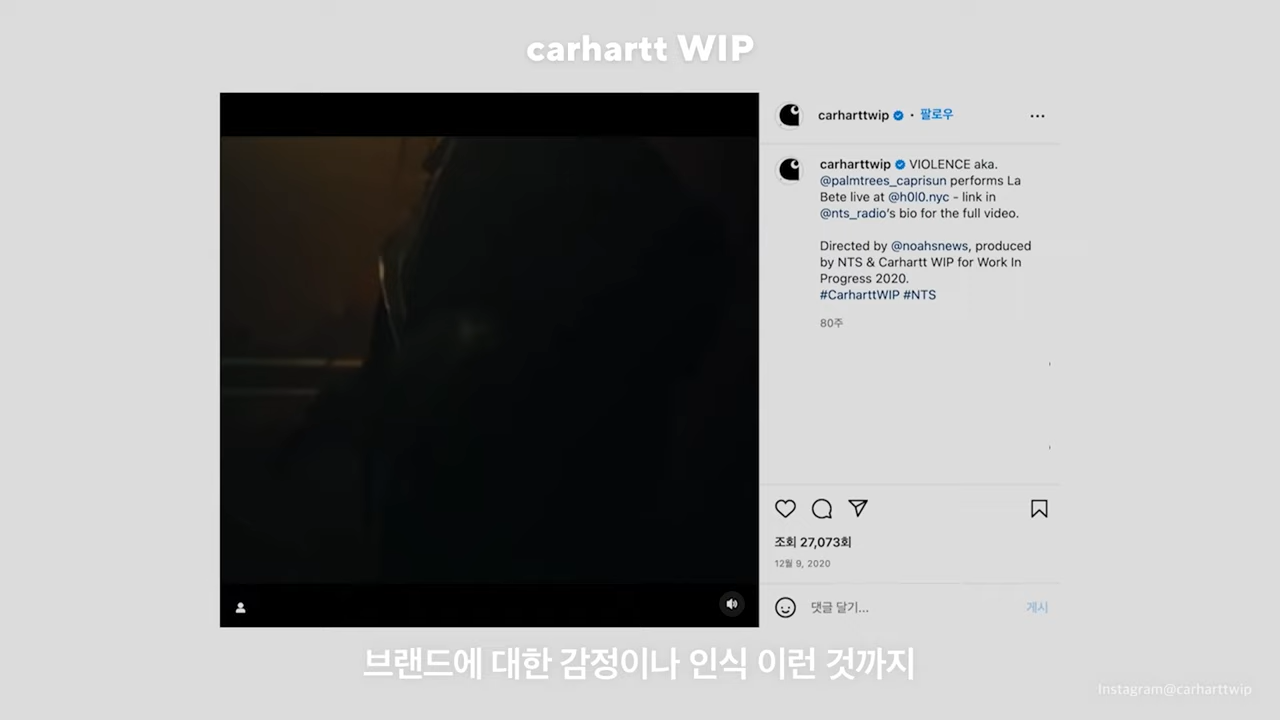 carhartt WIP
carharttwip • 팔로우
carharttwip VIOLENCE aka.
@palmtrees_caprisun performs La
Bete live at @h0l0.nyc - link in
@nts_radio's bio for the full video.
Directed by @noahsnews, produced
by NTS & Carhartt WIP for Work In
Progress 2020.
#CarharttWIP #NTS
80주
조회 27,073회
12월 9, 2020
댓글 달기... 게시
브랜드에 대한 감정이나 인식 이런 것까지
Instagram@carharttwip